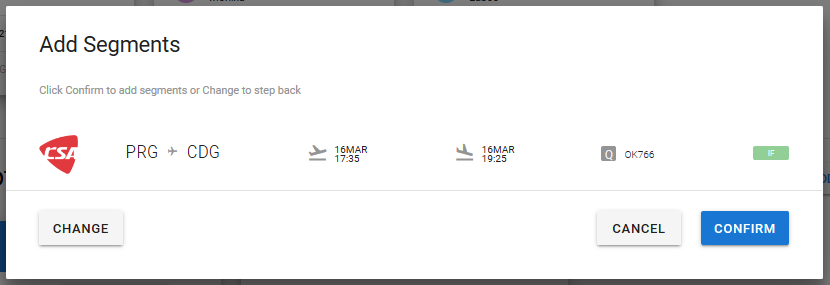 Add Segments
Click Confirm to add segments or Change to step back
CSA
PRG CDG
16MAR
17:35
16MAR
19:25
Q OK766
IF
CHANGE
CANCEL
CONFIRM